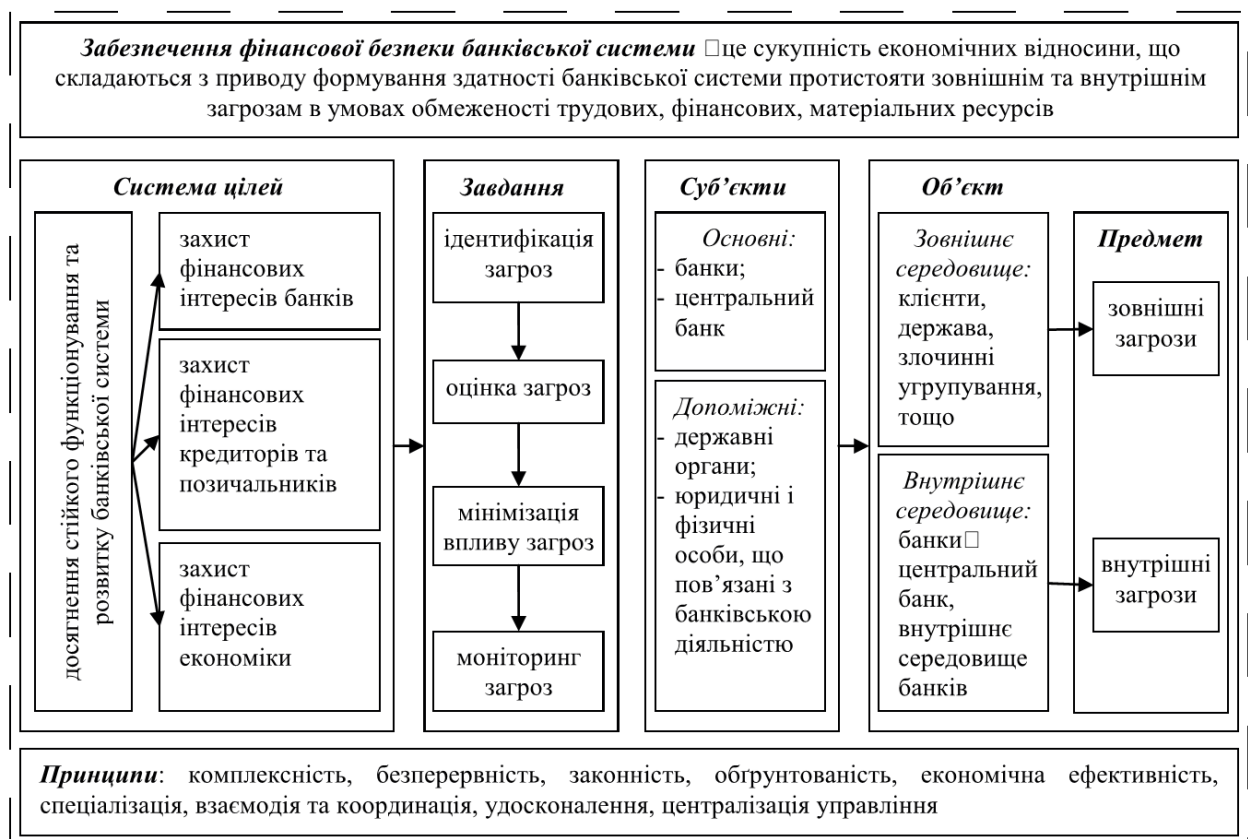 Забезпечення фінансової безпеки банківської системи □це сукупність економічних відносини, що
складаються з приводу формування здатності банківської системи протистояти зовнішнім та внутрішнім
загрозам в умовах обмеженості трудових, фінансових, матеріальних ресурсів
Система цілей
досягнення стійкого функціонування та
розвитку банківської системи
захист
фінансових
інтересів банків
захист
фінансових
інтересів
кредиторів та
позичальників
захист
фінансових
інтересів
економіки
Завдання
ідентифікація
загроз
оцінка загроз
мінімізація
впливу загроз
моніторинг
загроз
Суб’єкти
Основні:
- банки;
- центральний
банк
Допоміжні:
- державні
органи;
- юридичні і
фізичні
особи, що
пов’язані з
банківською
діяльністю
Об’єкт
Зовнішнє
середовище:
клієнти,
держава,
злочинні
угрупування,
тощо
Внутрішнє
середовище:
банки□
центральний
банк,
внутрішнє
середовище
банків
Предмет
зовнішні
загрози
внутрішні
загрози
Принципи: комплексність, безперервність, законність, обґрунтованість, економічна ефективність,
спеціалізація, взаємодія та координація, удосконалення, централізація управління